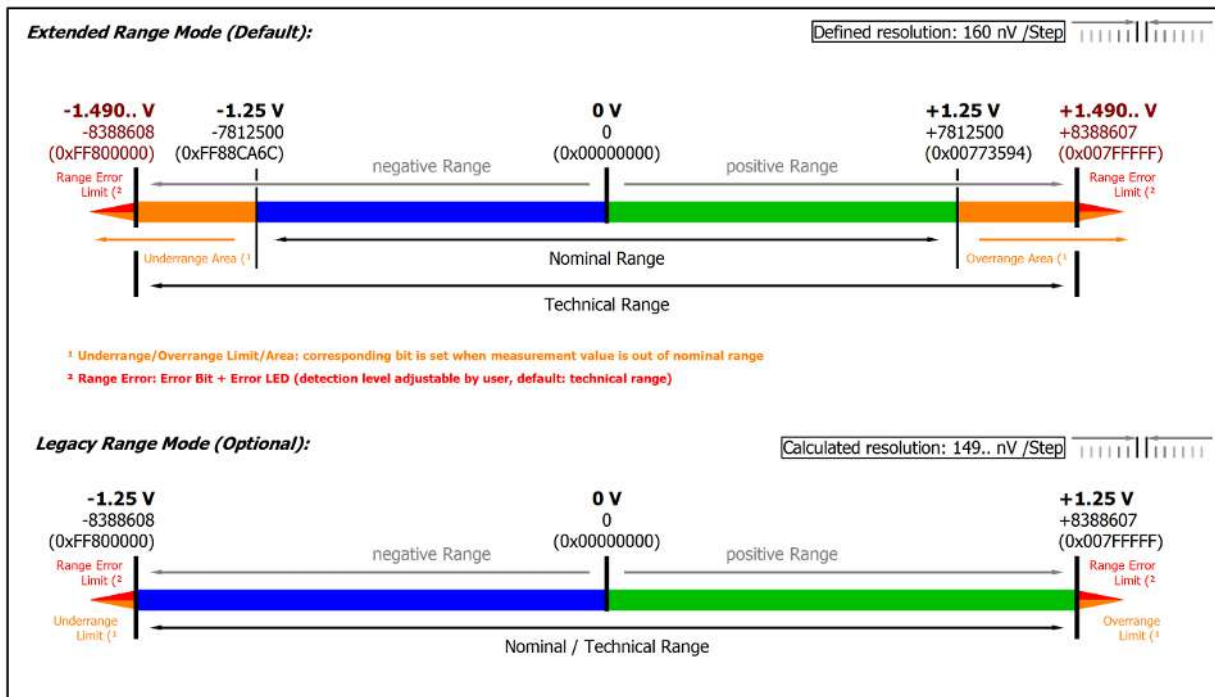 Extended Range Mode (Default):
Defined resolution: 160 nV /Step
-1.490.. V
-8388608
(0xFF800000)
-1.25 V
-7812500
(0xFF88CA6C)
0 V
0
(0x00000000)
+1.25 V
+7812500
(0x00773594)
+1.490.. V
+8388607
(0x007FFFFF)
negative Range
positive Range
Range Error
Limit (²
Range Error
Limit (²
Underrange Area (¹
Nominal Range
Overrange Area (¹
Technical Range
¹ Underrange/Overrange Limit/Area: corresponding bit is set when measurement value is out of nominal range
² Range Error: Error Bit + Error LED (detection level adjustable by user, default: technical range)
Legacy Range Mode (Optional):
Calculated resolution: 149.. nV /Step
-1.25 V
-8388608
(0xFF800000)
0 V
0
(0x00000000)
+1.25 V
+8388607
(0x007FFFFF)
negative Range
positive Range
Range Error
Limit (²
Range Error
Limit (²
Underrange
Limit (¹
Overrange
Limit (¹
Nominal / Technical Range